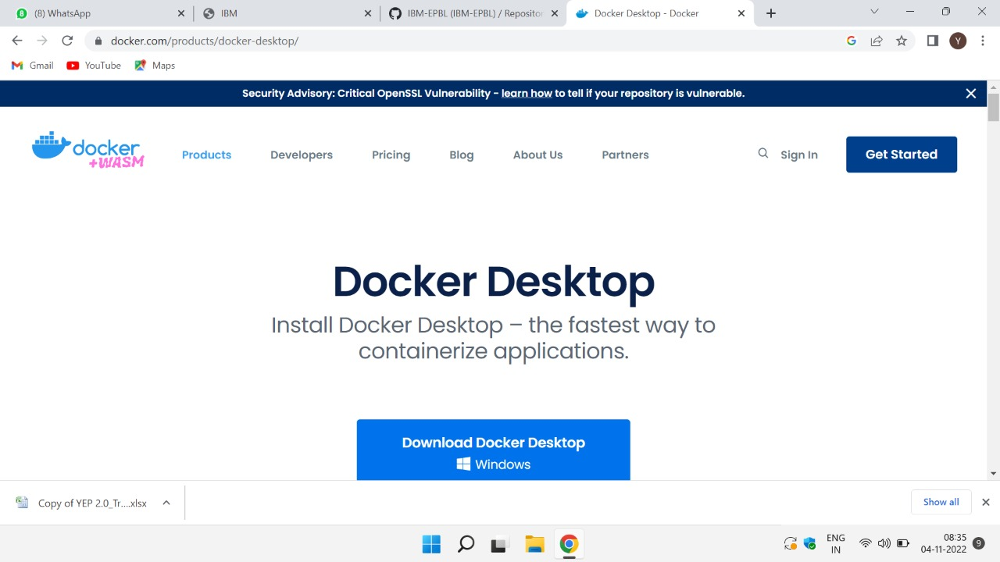 (8) WhatsApp
IBM
IBM-EPBL (IBM-EPBL) / Repositor
Docker Desktop - Docker
docker.com/products/docker-desktop/
Y
Gmail
YouTube
Maps
Security Advisory: Critical OpenSSL Vulnerability - learn how to tell if your repository is vulnerable.
docker
+WASM
Products
Developers
Pricing
Blog
About Us
Partners
Sign In
Get Started
Docker Desktop
Install Docker Desktop – the fastest way to
containerize applications.
Download Docker Desktop
Windows
Copy of YEP 2.0_Tr....xlsx
Show all
ENG
IN
08:35
04-11-2022
9